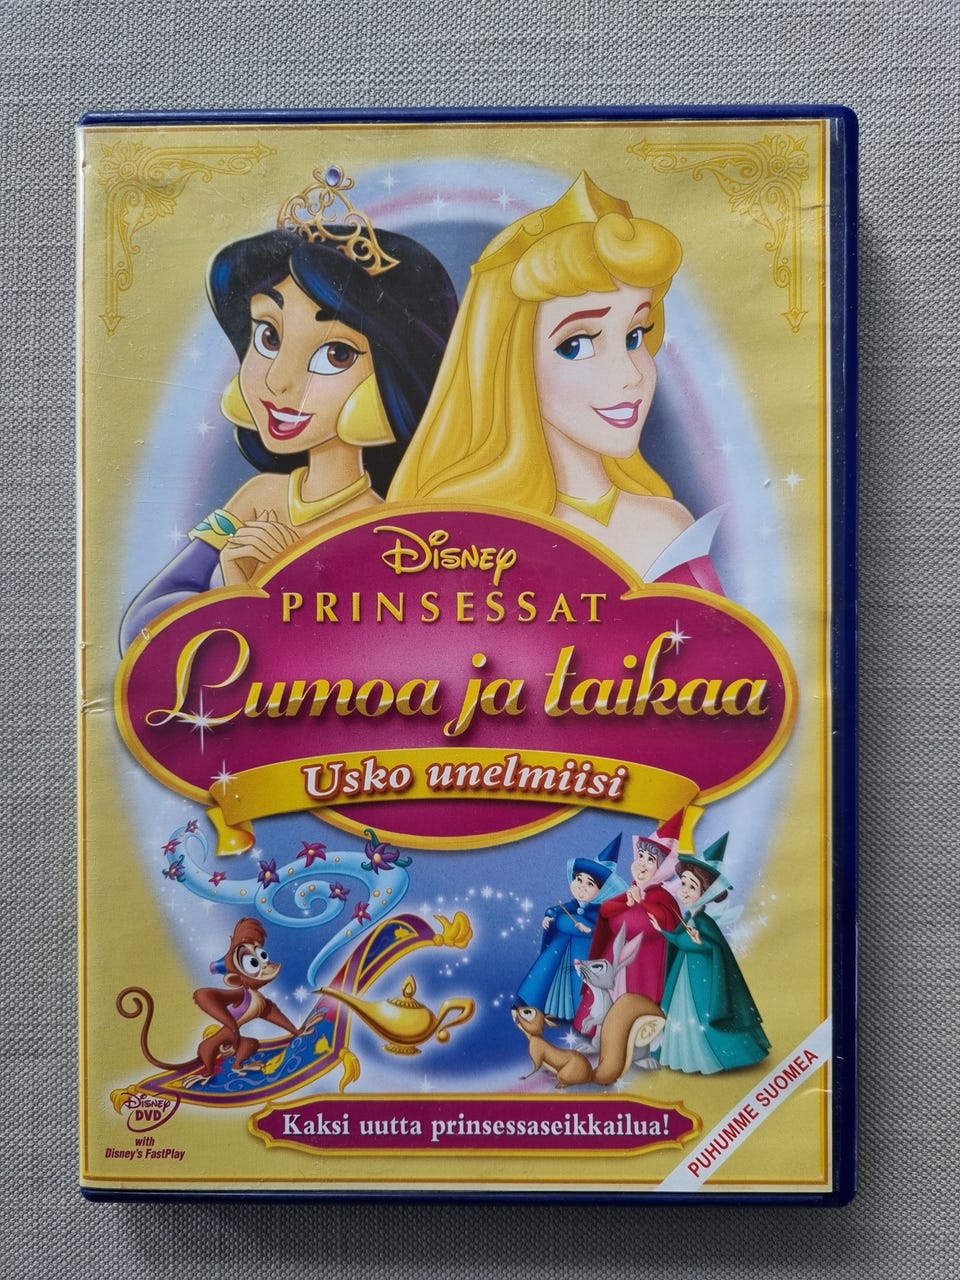 Disney
PRINSESSAT
Lumoa ja taikaa
Usko unelmiisi
Disney
DVD
with
Disney's FastPlay
Kaksi uutta prinsessaseikkailua!
PUHUMME SUOMEA